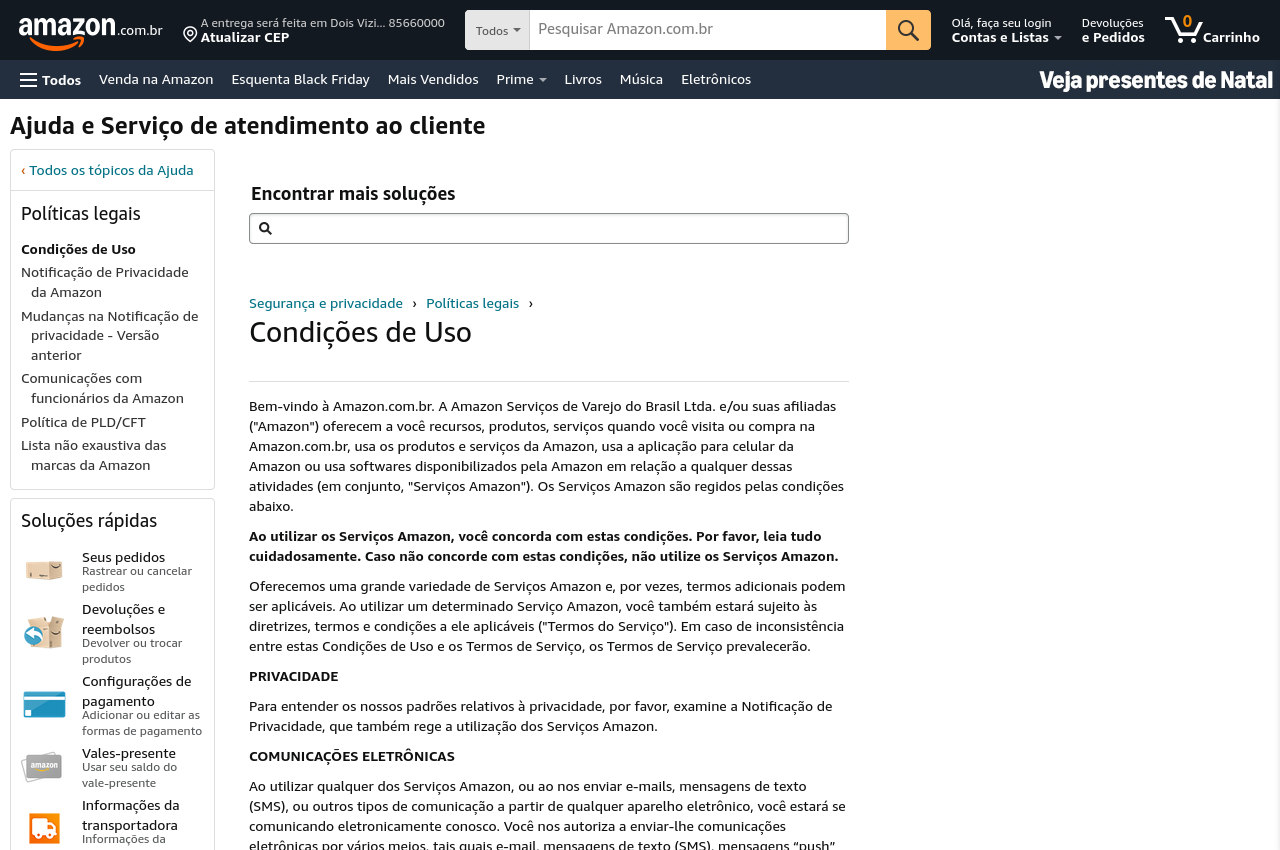 amazon.com.br
A entrega será feita em Dois Vizi... 85660000
Atualizar CEP
Todos
Pesquisar Amazon.com.br
Olá, faça seu login
Contas e Listas
Devoluções
e Pedidos
0
Carrinho
Todos
Venda na Amazon
Esquenta Black Friday
Mais Vendidos
Prime
Livros
Música
Eletrônicos
Veja presentes de Natal
Ajuda e Serviço de atendimento ao cliente
‹ Todos os tópicos da Ajuda
Políticas legais
Condições de Uso
Notificação de Privacidade
da Amazon
Mudanças na Notificação de
privacidade - Versão
anterior
Comunicações com
funcionários da Amazon
Política de PLD/CFT
Lista não exaustiva das
marcas da Amazon
Soluções rápidas
Seus pedidos
Rastrear ou cancelar
pedidos
Devoluções e
reembolsos
Devolver ou trocar
produtos
Configurações de
pagamento
Adicionar ou editar as
formas de pagamento
amazon
Vales-presente
Usar seu saldo do
vale-presente
Informações da
transportadora
Informações da
Encontrar mais soluções
Segurança e privacidade › Políticas legais ›
Condições de Uso
Bem-vindo à Amazon.com.br. A Amazon Serviços de Varejo do Brasil Ltda. e/ou suas afiliadas
("Amazon") oferecem a você recursos, produtos, serviços quando você visita ou compra na
Amazon.com.br, usa os produtos e serviços da Amazon, usa a aplicação para celular da
Amazon ou usa softwares disponibilizados pela Amazon em relação a qualquer dessas
atividades (em conjunto, "Serviços Amazon"). Os Serviços Amazon são regidos pelas condições
abaixo.
Ao utilizar os Serviços Amazon, você concorda com estas condições. Por favor, leia tudo
cuidadosamente. Caso não concorde com estas condições, não utilize os Serviços Amazon.
Oferecemos uma grande variedade de Serviços Amazon e, por vezes, termos adicionais podem
ser aplicáveis. Ao utilizar um determinado Serviço Amazon, você também estará sujeito às
diretrizes, termos e condições a ele aplicáveis ("Termos do Serviço"). Em caso de inconsistência
entre estas Condições de Uso e os Termos de Serviço, os Termos de Serviço prevalecerão.
PRIVACIDADE
Para entender os nossos padrões relativos à privacidade, por favor, examine a Notificação de
Privacidade, que também rege a utilização dos Serviços Amazon.
COMUNICAÇÕES ELETRÔNICAS
Ao utilizar qualquer dos Serviços Amazon, ou ao nos enviar e-mails, mensagens de texto
(SMS), ou outros tipos de comunicação a partir de qualquer aparelho eletrônico, você estará se
comunicando eletronicamente conosco. Você nos autoriza a enviar-lhe comunicações
eletrônicas por vários meios, tais quais e-mail, mensagens de texto (SMS), mensagens “push”